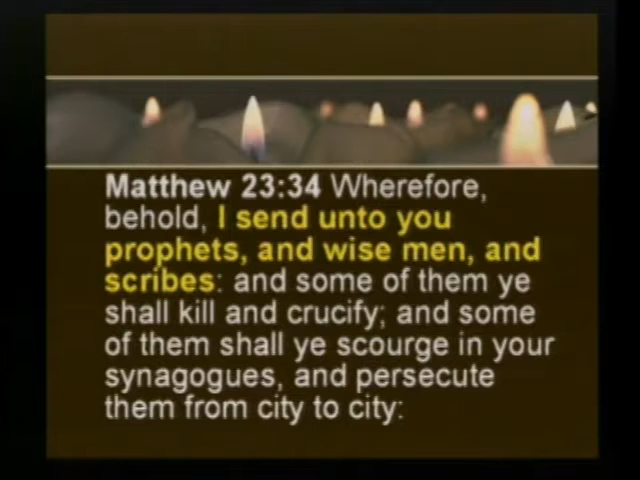 Matthew 23:34 Wherefore,
behold, I send unto you
prophets, and wise men, and
scribes: and some of them ye
shall kill and crucify; and some
of them shall ye scourge in your
synagogues, and persecute
them from city to city: